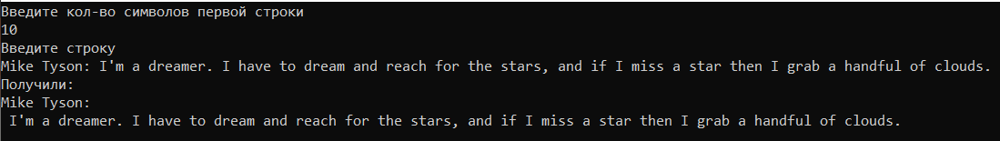 Введите кол-во символов первой строки
10
Введите строку
Mike Tyson: I'm a dreamer. I have to dream and reach for the stars, and if I miss a star then I grab a handful of clouds.
Получили:
Mike Tyson:
 I'm a dreamer. I have to dream and reach for the stars, and if I miss a star then I grab a handful of clouds.